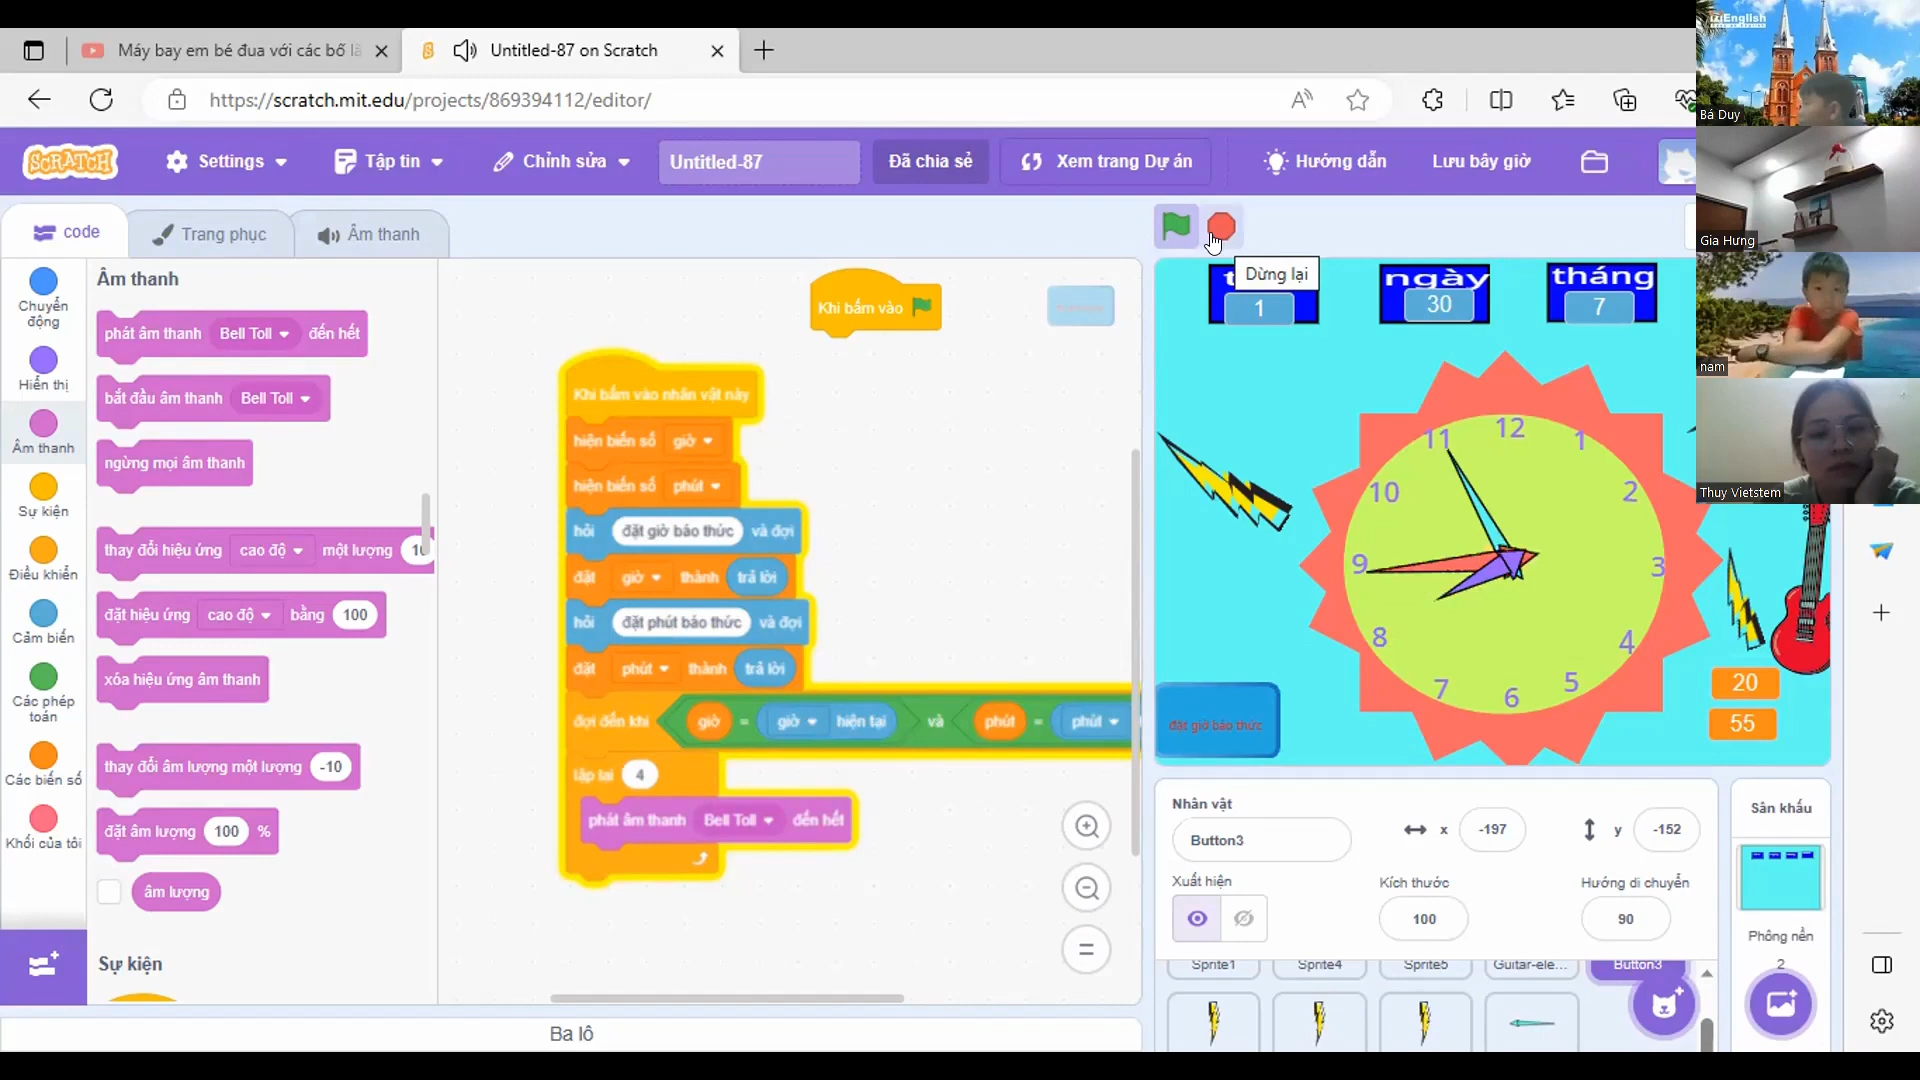 Máy bay em bé đua với các bố là
Untitled-87 on Scratch
https://scratch.mit.edu/projects/869394112/editor/
SCRATCH
Settings
Tập tin
Chỉnh sửa
Untitled-87
Đã chia sẻ
Xem trang Dự án
Hướng dẫn
Lưu bây giờ
code
Trang phục
Âm thanh
Chuyển động
Hiển thị
Âm thanh
Sự kiện
Điều khiển
Cảm biến
Các phép toán
Các biến số
Khối của tôi
Âm thanh
phát âm thanh Bell Toll đến hết
bắt đầu âm thanh Bell Toll
ngừng mọi âm thanh
thay đổi hiệu ứng cao độ một lượng 10
đặt hiệu ứng cao độ bằng 100
xóa hiệu ứng âm thanh
thay đổi âm lượng một lượng -10
đặt âm lượng 100 %
âm lượng
Sự kiện
Khi bấm vào
Khi bấm vào nhân vật này
hiện biến số giờ
hiện biến số phút
hỏi đặt giờ báo thức và đợi
đặt giờ thành trả lời
hỏi đặt phút báo thức và đợi
đặt phút thành trả lời
đợi đến khi giờ = giờ hiện tại và phút = phút
lặp lại 4
phát âm thanh Bell Toll đến hết
Ba lô
Dừng lại
1
ngày
30
tháng
7
12
1
2
3
4
5
6
7
8
9
10
11
20
55
đặt giờ báo thức
Nhân vật
Button3
x -197
y -152
Xuất hiện
Kích thước
100
Hướng di chuyển
90
Sprite1
Sprite4
Sprite5
Guitar-ele...
Button3
Sân khấu
Phông nền
2
iziEnglish
Bá Duy
Gia Hưng
nam
Thuy Vietstem